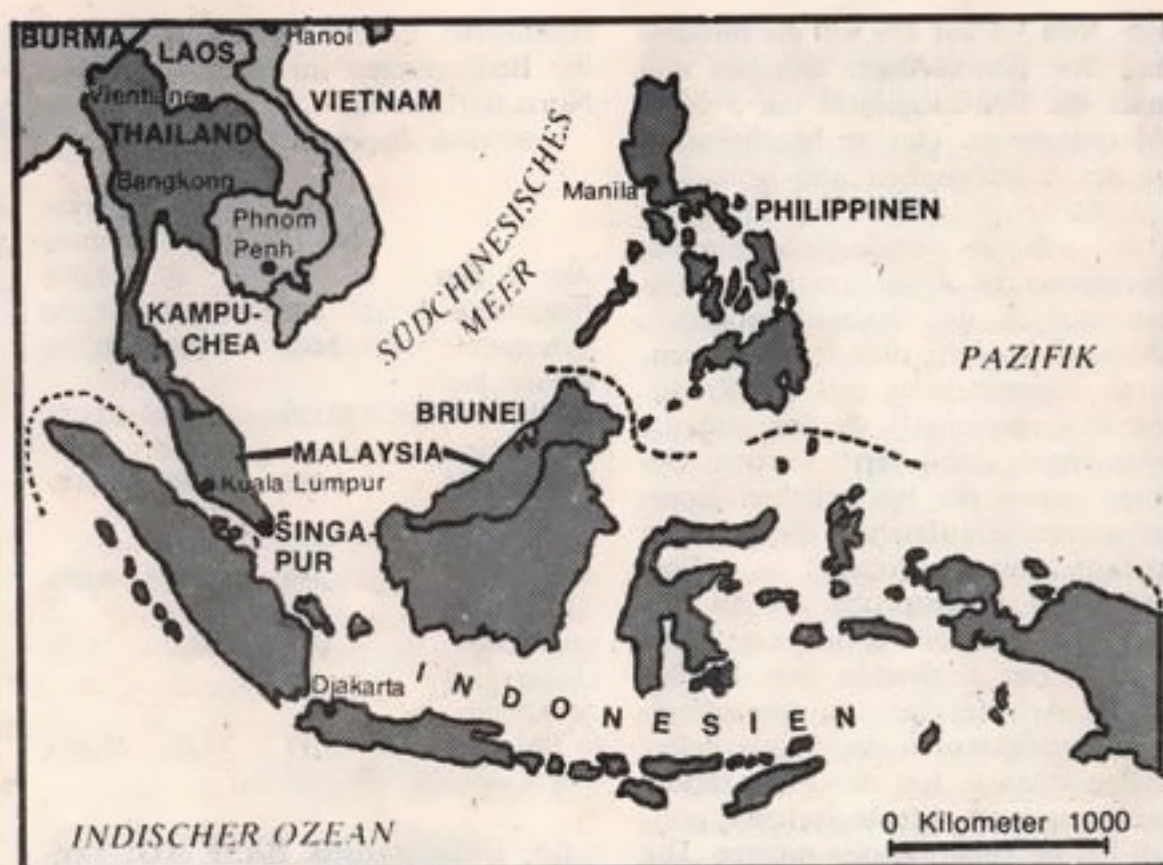 BURMA
LAOS
Hanoi
Vientiane
VIETNAM
THAILAND
Bangkong
Phnom
Penh
KAMPU-
CHEA
SÜDCHINESISCHES
MEER
Manila
PHILIPPINEN
PAZIFIK
BRUNEI
MALAYSIA
Kuala Lumpur
SINGA-
PUR
Djakarta
INDONESIEN
INDISCHER OZEAN
0 Kilometer 1000